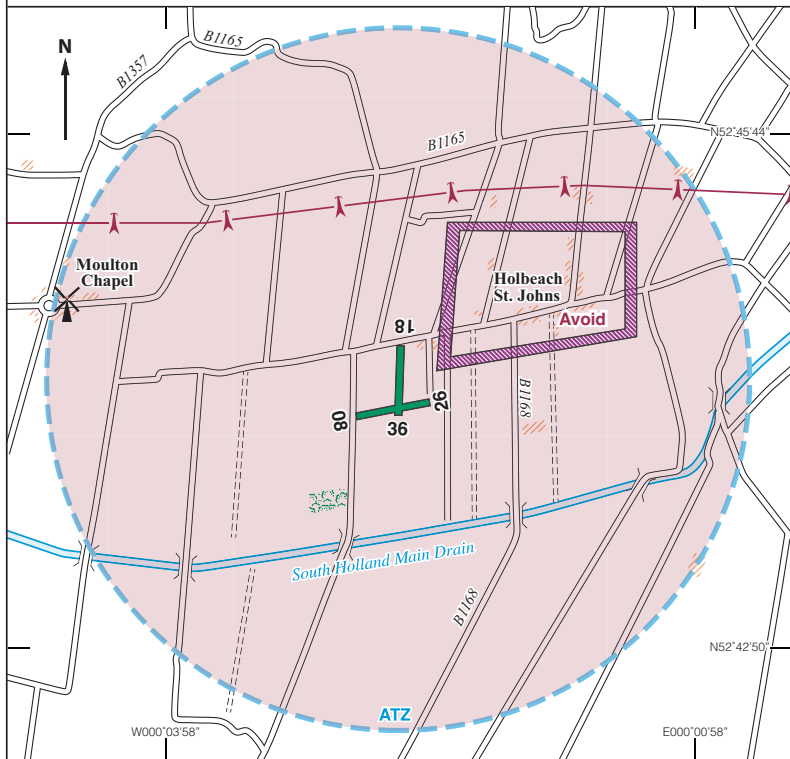 N
B1357
B1165
B1165
N52°45'44"
Moulton
Chapel
Holbeach
St. Johns
Avoid
18
08
26
36
B1168
South Holland Main Drain
B1168
N52°42'50"
ATZ
W000°03'58"
E000°00'58"